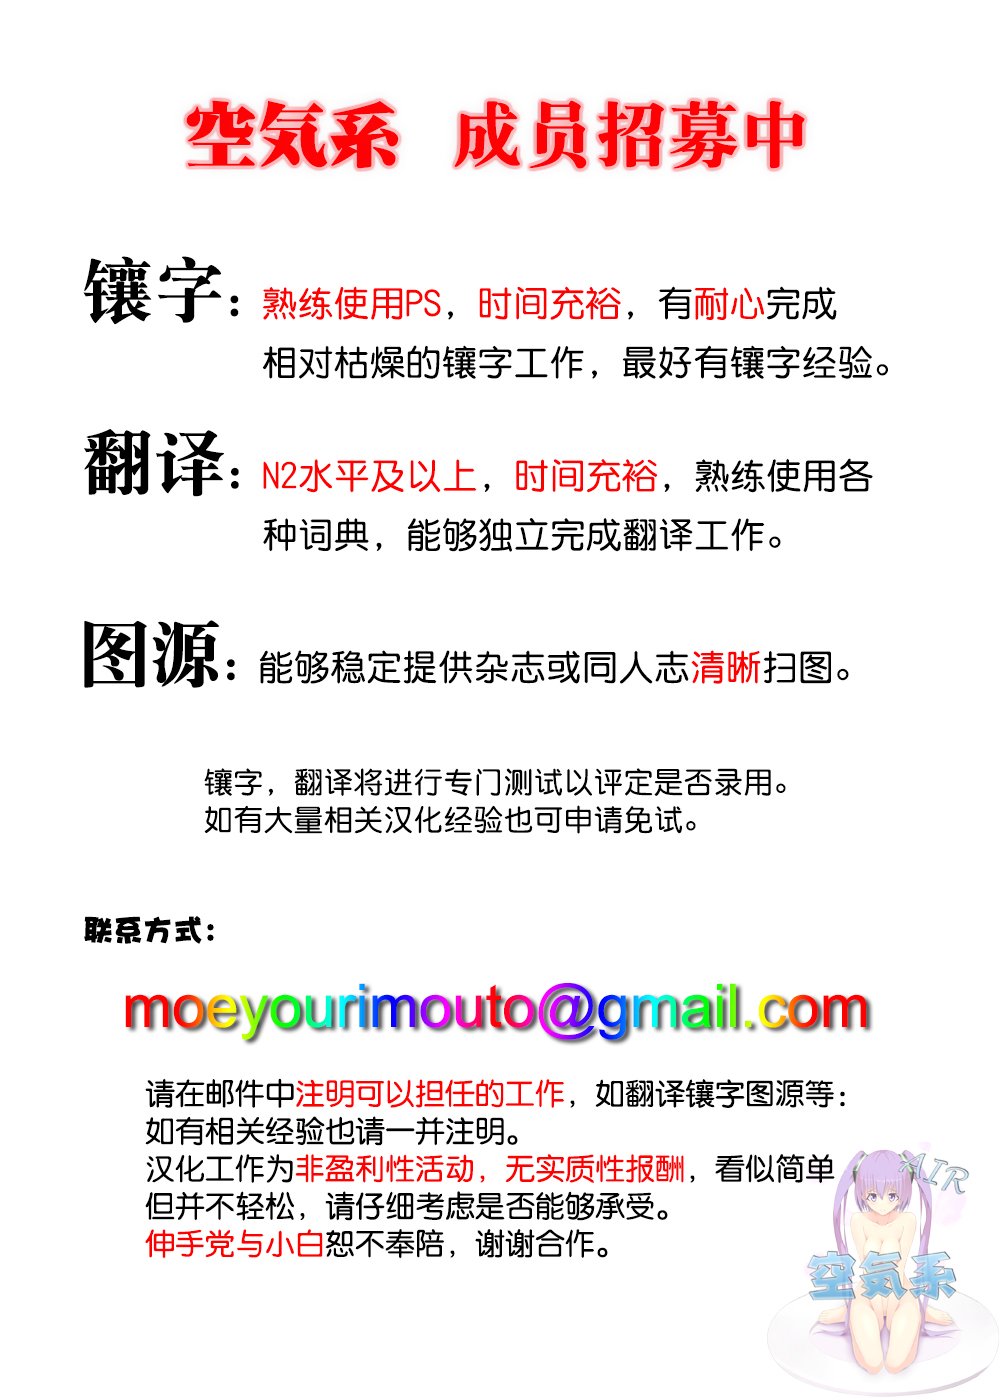 空気系 成员招募中
镶字：熟练使用PS，时间充裕，有耐心完成
相对枯燥的镶字工作，最好有镶字经验。
翻译：N2水平及以上，时间充裕，熟练使用各
种词典，能够独立完成翻译工作。
图源：能够稳定提供杂志或同人志清晰扫图。
镶字，翻译将进行专门测试以评定是否录用。
如有大量相关汉化经验也可申请免试。
联系方式：
moeyourimouto@gmail.com
请在邮件中注明可以担任的工作，如翻译镶字图源等：
如有相关经验也请一并注明。
汉化工作为非盈利性活动，无实质性报酬，看似简单
但并不轻松，请仔细考虑是否能够承受。
伸手党与小白恕不奉陪，谢谢合作。
AIR
空気系